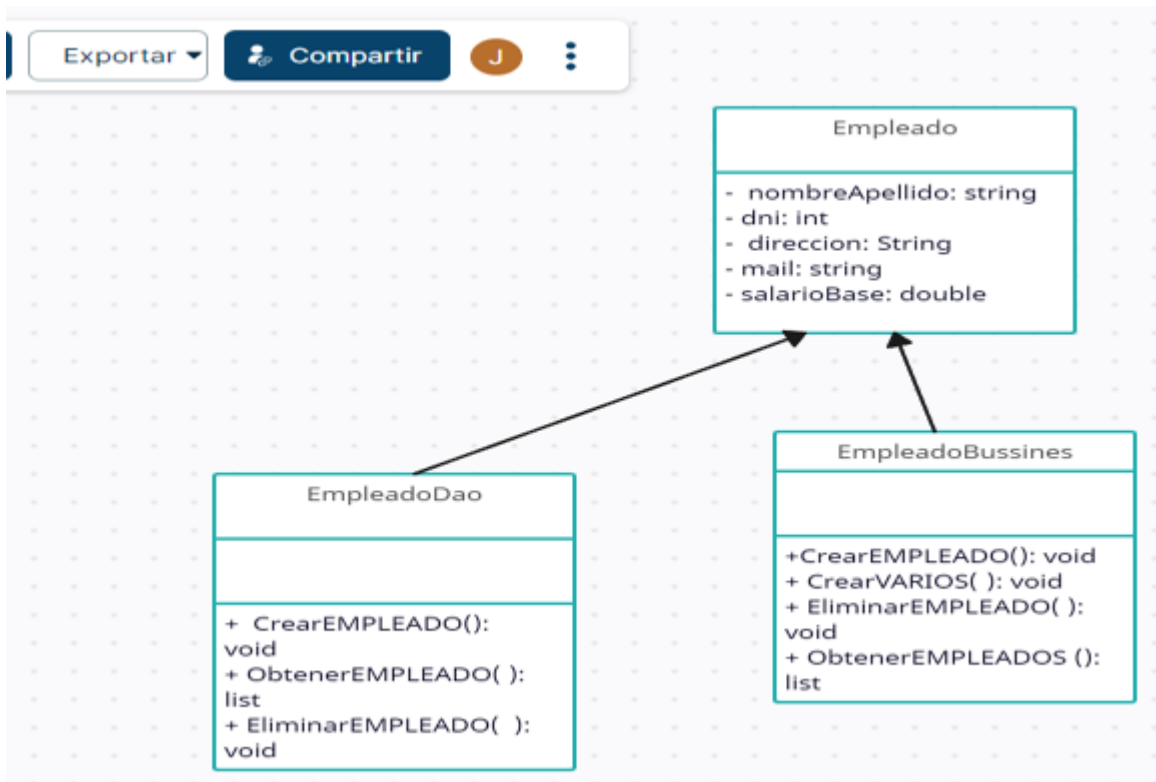 Exportar
Compartir
J
Empleado
- nombreApellido: string
- dni: int
- direccion: String
- mail: string
- salarioBase: double
EmpleadoBussines
+CrearEMPLEADO(): void
+ CrearVARIOS( ): void
+ EliminarEMPLEADO( ):
void
+ ObtenerEMPLEADOS ():
list
EmpleadoDao
+ CrearEMPLEADO():
void
+ ObtenerEMPLEADO( ):
list
+ EliminarEMPLEADO( ):
void